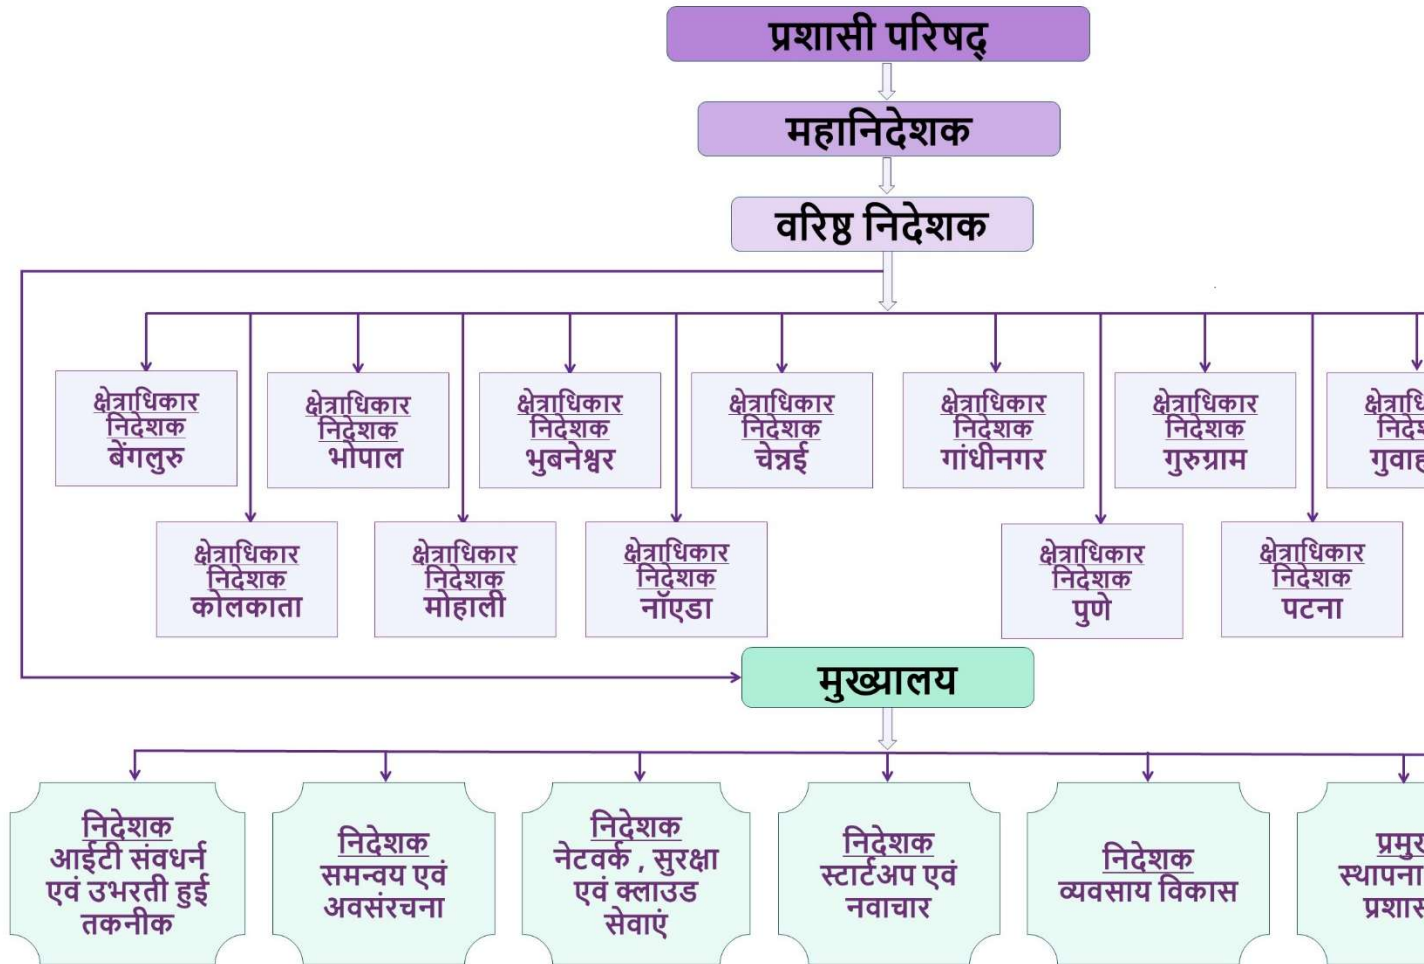 प्रशासी परिषद्
महानिदेशक
वरिष्ठ निदेशक
क्षेत्राधिकार
निदेशक
बेंगलुरु
क्षेत्राधिकार
निदेशक
भोपाल
क्षेत्राधिकार
निदेशक
भुबनेश्वर
क्षेत्राधिकार
निदेशक
चेन्नई
क्षेत्राधिकार
निदेशक
गांधीनगर
क्षेत्राधिकार
निदेशक
गुरुग्राम
क्षेत्राधिकार
निदेशक
कोलकाता
क्षेत्राधिकार
निदेशक
मोहाली
क्षेत्राधिकार
निदेशक
नॉएडा
क्षेत्राधिकार
निदेशक
पुणे
क्षेत्राधिकार
निदेशक
पटना
मुख्यालय
निदेशक
आईटी संवधर्न
एवं उभरती हुई
तकनीक
निदेशक
समन्वय एवं
अवसंरचना
निदेशक
नेटवर्क , सुरक्षा
एवं क्लाउड
सेवाएं
निदेशक
स्टार्टअप एवं
नवाचार
निदेशक
व्यवसाय विकास
स्थापना